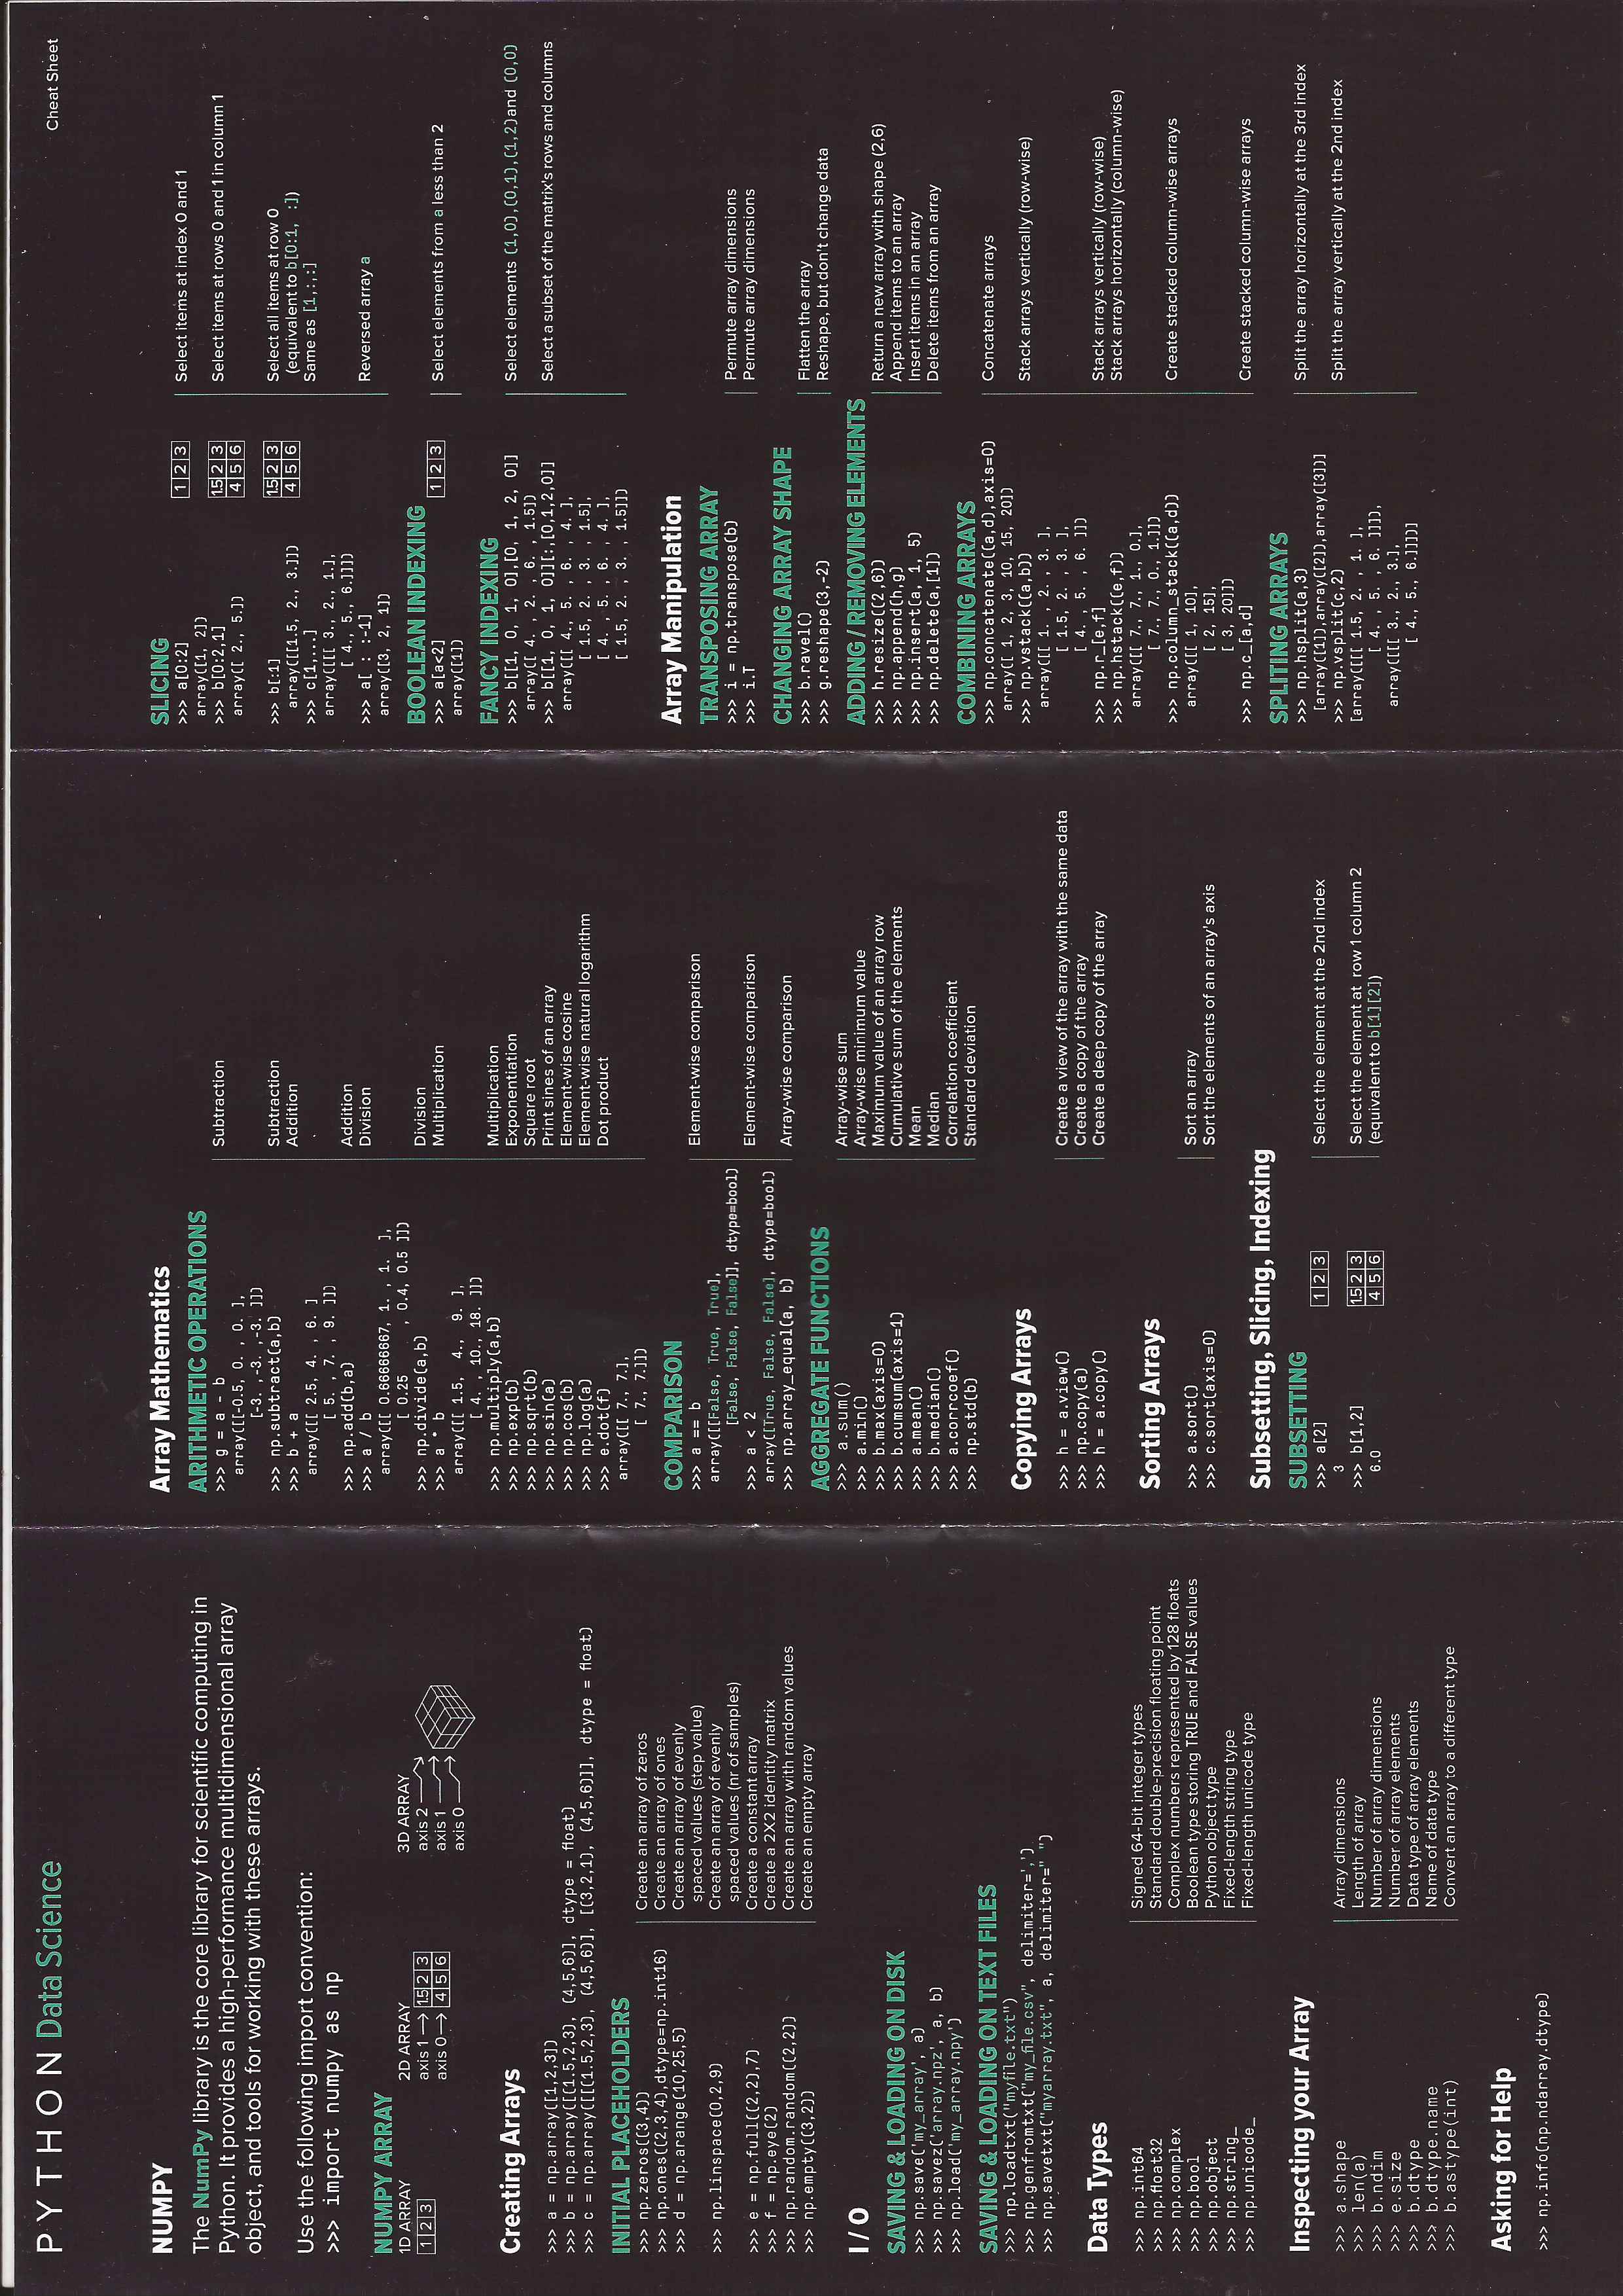 PYTHON Data Science
Cheat Sheet
NUMPY
The NumPy library is the core library for scientific computing in
Python. It provides a high-performance multidimensional array
object, and tools for working with these arrays.
Use the following import convention:
>>> import numpy as np
NUMPY ARRAY
1D ARRAY 2D ARRAY 3D ARRAY
1 2 3
axis 1 1.5 2 3
axis 0 4 5 6
axis 2
axis 1
axis 0
Creating Arrays
>>> a = np.array([1,2,3])
>>> b = np.array([(1.5,2,3), (4,5,6)], dtype = float)
>>> c = np.array([[(1.5,2,3), (4,5,6)], [(3,2,1), (4,5,6)]], dtype = float)
INITIAL PLACEHOLDERS
>>> np.zeros((3,4)) Create an array of zeros
>>> np.ones((2,3,4),dtype=np.int16) Create an array of ones
>>> d = np.arange(10,25,5) Create an array of evenly
spaced values (step value)
>>> np.linspace(0,2,9) Create an array of evenly
spaced values (nr of samples)
>>> e = np.full((2,2),7) Create a constant array
>>> f = np.eye(2) Create a 2X2 identity matrix
>>> np.random.random((2,2)) Create an array with random values
>>> np.empty((3,2)) Create an empty array
I / O
SAVING & LOADING ON DISK
>>> np.save('my_array', a)
>>> np.savez('array.npz', a, b)
>>> np.load('my_array.npy')
SAVING & LOADING ON TEXT FILES
>>> np.loadtxt("myfile.txt")
>>> np.genfromtxt("my_file.csv", delimiter=',')
>>> np.savetxt("myarray.txt", a, delimiter=" ")
Data Types
>>> np.int64 Signed 64-bit integer types
>>> np.float32 Standard double-precision floating point
>>> np.complex Complex numbers represented by 128 floats
>>> np.bool Boolean type storing TRUE and FALSE values
>>> np.object Python object type
>>> np.string_ Fixed-length string type
>>> np.unicode_ Fixed-length unicode type
Inspecting your Array
>>> a.shape Array dimensions
>>> len(a) Length of array
>>> b.ndim Number of array dimensions
>>> e.size Number of array elements
>>> b.dtype Data type of array elements
>>> b.dtype.name Name of data type
>>> b.astype(int) Convert an array to a different type
Asking for Help
>>> np.info(np.ndarray.dtype)
Array Mathematics
ARITHMETIC OPERATIONS
>>> g = a - b Subtraction
array([[-0.5, 0. , 0. ],
[-3. ,-3. ,-3. ]])
>>> np.subtract(a,b) Subtraction
>>> b + a Addition
array([[ 2.5, 4. , 6. ]
[ 5. , 7. , 9. ]])
>>> np.add(b,a) Addition
>>> a / b Division
array([[ 0.66666667, 1. , 1. ],
[ 0.25 , 0.4, 0.5 ]])
>>> np.divide(a,b) Division
>>> a * b Multiplication
array([[ 1.5, 4., 9. ],
[ 4. , 10., 18. ]])
>>> np.multiply(a,b) Multiplication
>>> np.exp(b) Exponentiation
>>> np.sqrt(b) Square root
>>> np.sin(a) Print sines of an array
>>> np.cos(b) Element-wise cosine
>>> np.log(a) Element-wise natural logarithm
>>> e.dot(f) Dot product
array([[ 7., 7.],
[ 7., 7.]])
COMPARISON
>>> a == b Element-wise comparison
array([[False, True, True],
[False, False, False]], dtype=bool)
>>> a < 2 Element-wise comparison
array([True, False, False], dtype=bool)
>>> np.array_equal(a, b) Array-wise comparison
AGGREGATE FUNCTIONS
>>> a.sum() Array-wise sum
>>> a.min() Array-wise minimum value
>>> b.max(axis=0) Maximum value of an array row
>>> b.cumsum(axis=1) Cumulative sum of the elements
>>> a.mean() Mean
>>> b.median() Median
>>> a.corrcoef() Correlation coefficient
>>> np.std(b) Standard deviation
Copying Arrays
>>> h = a.view() Create a view of the array with the same data
>>> np.copy(a) Create a copy of the array
>>> h = a.copy() Create a deep copy of the array
Sorting Arrays
>>> a.sort() Sort an array
>>> c.sort(axis=0) Sort the elements of an array's axis
Subsetting, Slicing, Indexing
SUBSETTING
>>> a[2] 1 2 3 Select the element at the 2nd index
3
>>> b[1,2] 1.5 2 3 Select the element at row 1 column 2
6.0 4 5 6 (equivalent to b[1][2])
SLICING
>>> a[0:2] 1 2 3 Select items at index 0 and 1
array([1, 2])
>>> b[0:2,1] 1.5 2 3 Select items at rows 0 and 1 in column 1
array([ 2., 5.]) 4 5 6
>>> b[:1] 1.5 2 3 Select all items at row 0
array([[1.5, 2., 3.]]) 4 5 6 (equivalent to b[0:1, :])
>>> c[1,...] Same as [1,:,:]
array([[[ 3., 2., 1.],
[ 4., 5., 6.]]])
>>> a[ : :-1] Reversed array a
array([3, 2, 1])
BOOLEAN INDEXING
>>> a[a<2] 1 2 3 Select elements from a less than 2
array([1])
FANCY INDEXING
>>> b[[1, 0, 1, 0],[0, 1, 2, 0]] Select elements (1,0),(0,1),(1,2)and (0,0)
array([ 4. , 2. , 6. , 1.5])
>>> b[[1, 0, 1, 0]][:,[0,1,2,0]] Select a subset of the matrix's rows and columns
array([[ 4., 5. , 6. , 4. ],
[ 1.5, 2. , 3. , 1.5],
[ 4. , 5. , 6. , 4. ],
[ 1.5, 2. , 3. , 1.5]])
Array Manipulation
TRANSPOSING ARRAY
>>> i = np.transpose(b) Permute array dimensions
>>> i.T Permute array dimensions
CHANGING ARRAY SHAPE
>>> b.ravel() Flatten the array
>>> g.reshape(3,-2) Reshape, but don't change data
ADDING / REMOVING ELEMENTS
>>> h.resize((2,6)) Return a new array with shape (2,6)
>>> np.append(h,g) Append items to an array
>>> np.insert(a, 1, 5) Insert items in an array
>>> np.delete(a,[1]) Delete items from an array
COMBINING ARRAYS
>>> np.concatenate((a,d),axis=0) Concatenate arrays
array([ 1, 2, 3, 10, 15, 20])
>>> np.vstack((a,b)) Stack arrays vertically (row-wise)
array([[ 1. , 2. , 3. ],
[ 1.5, 2. , 3. ],
[ 4. , 5. , 6. ]])
>>> np.r_[e,f] Stack arrays vertically (row-wise)
>>> np.hstack((e,f)) Stack arrays horizontally (column-wise)
array([[ 7., 7., 1., 0.],
[ 7., 7., 0., 1.]])
>>> np.column_stack((a,d)) Create stacked column-wise arrays
array([[ 1, 10],
[ 2, 15],
[ 3, 20]])
>>> np.c_[a,d] Create stacked column-wise arrays
SPLITING ARRAYS
>>> np.hsplit(a,3) Split the array horizontally at the 3rd index
[array([1]),array([2]),array([3])]
>>> np.vsplit(c,2) Split the array vertically at the 2nd index
[array([[[ 1.5, 2. , 1. ],
[ 4. , 5. , 6. ]]]),
array([[[ 3., 2., 3.],
[ 4., 5., 6.]]])]